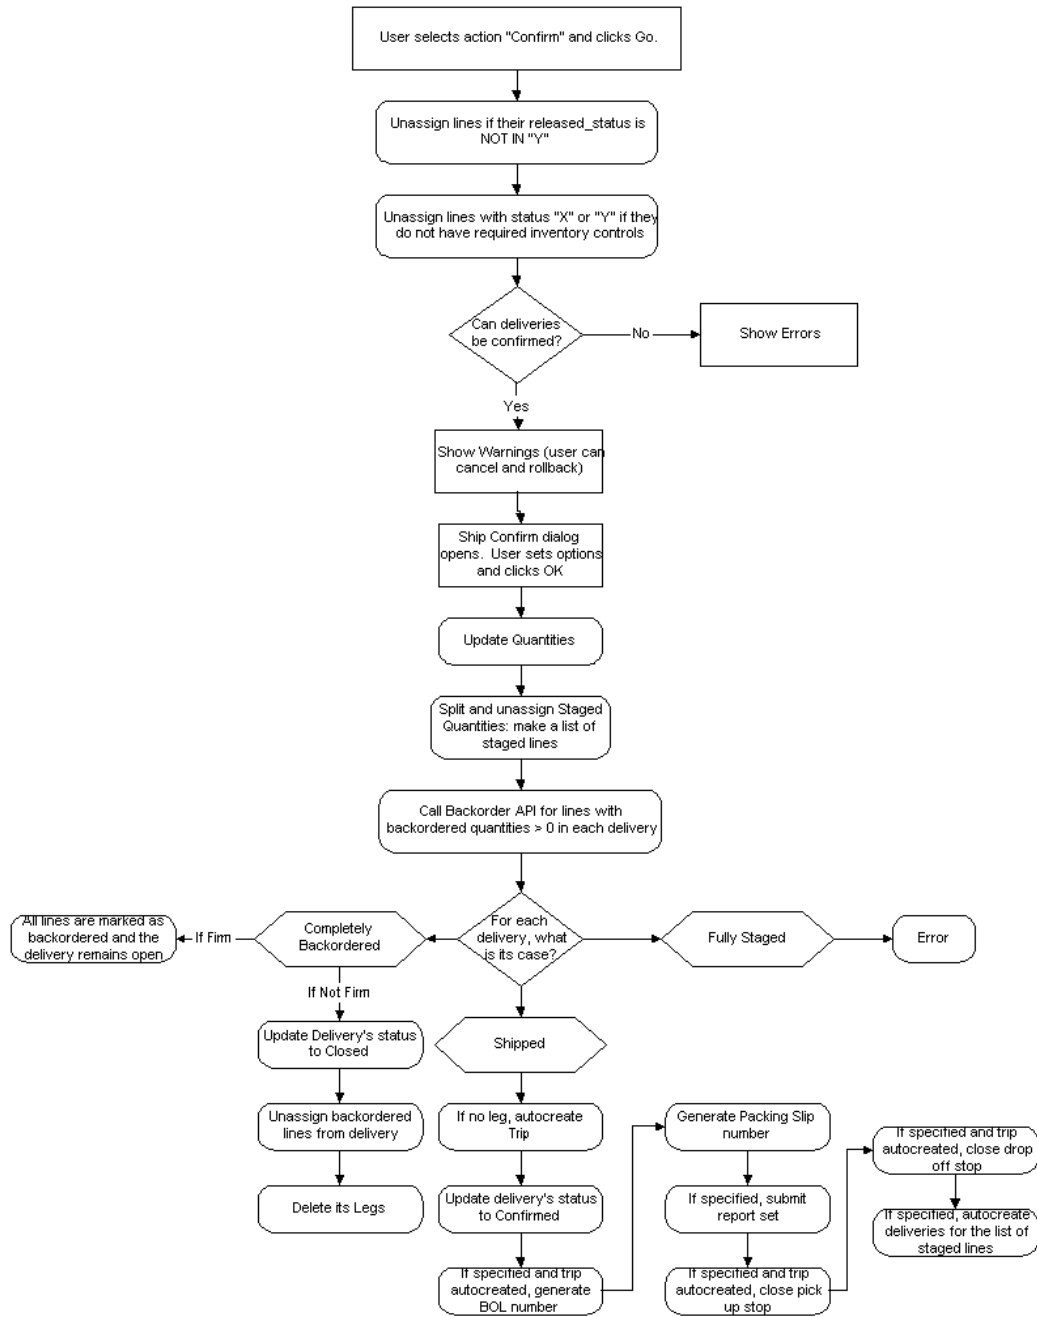 User selects action "Confirm" and clicks Go.
Unassign lines if their released_status is
NOT IN "Y"
Unassign lines with status "X" or "Y" if they
do not have required inventory controls
Can deliveries
be confirmed?
No
Show Errors
Yes
Show Warnings (user can
cancel and rollback)
Ship Confirm dialog
opens.  User sets options
and clicks OK
Update Quantities
Split and unassign Staged
Quantities: make a list of
staged lines
Call Backorder API for lines with
backordered quantities > 0 in each delivery
For each
delivery, what
is its case?
Completely
Backordered
If Firm
All lines are marked as
backordered and the
delivery remains open
Fully Staged
Error
If Not Firm
Update Delivery's status
to Closed
Unassign backordered
lines from delivery
Delete its Legs
Shipped
If no leg, autocreate
Trip
Update delivery's status
to Confirmed
If specified and trip
autocreated, generate
BOL number
Generate Packing Slip
number
If specified, submit
report set
If specified and trip
autocreated, close pick
up stop
If specified and trip
autocreated, close drop
off stop
If specified, autocreate
deliveries for the list of
staged lines